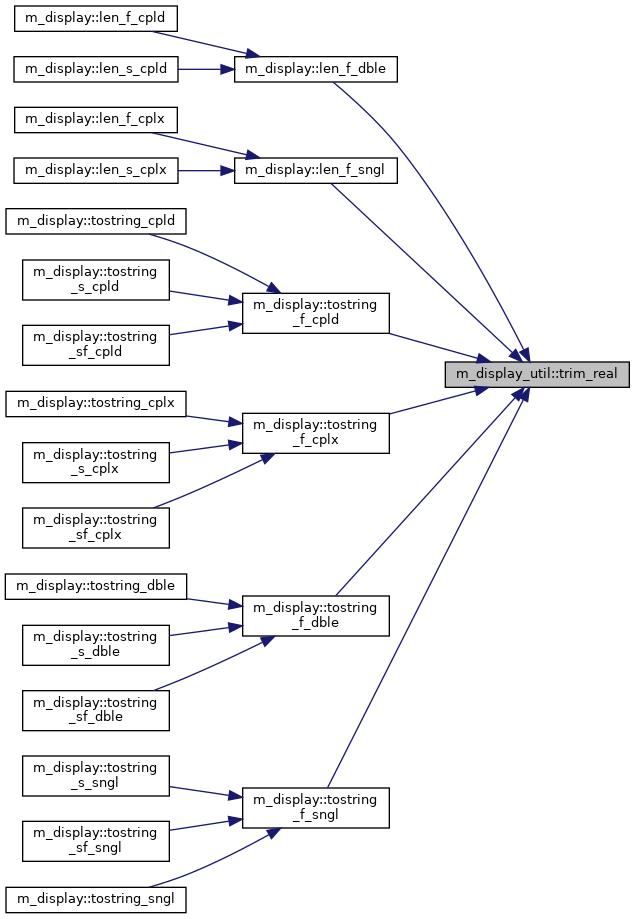 m_display::len_f_cpld
m_display::len_s_cpld
m_display::len_f_dble
m_display::len_f_cplx
m_display::len_s_cplx
m_display::len_f_sngl
m_display::tostring_cpld
m_display::tostring
_s_cpld
m_display::tostring
_f_cpld
m_display::tostring
_sf_cpld
m_display_util::trim_real
m_display::tostring_cplx
m_display::tostring
_s_cplx
m_display::tostring
_f_cplx
m_display::tostring
_sf_cplx
m_display::tostring_dble
m_display::tostring
_s_dble
m_display::tostring
_f_dble
m_display::tostring
_sf_dble
m_display::tostring
_s_sngl
m_display::tostring
_f_sngl
m_display::tostring
_sf_sngl
m_display::tostring_sngl